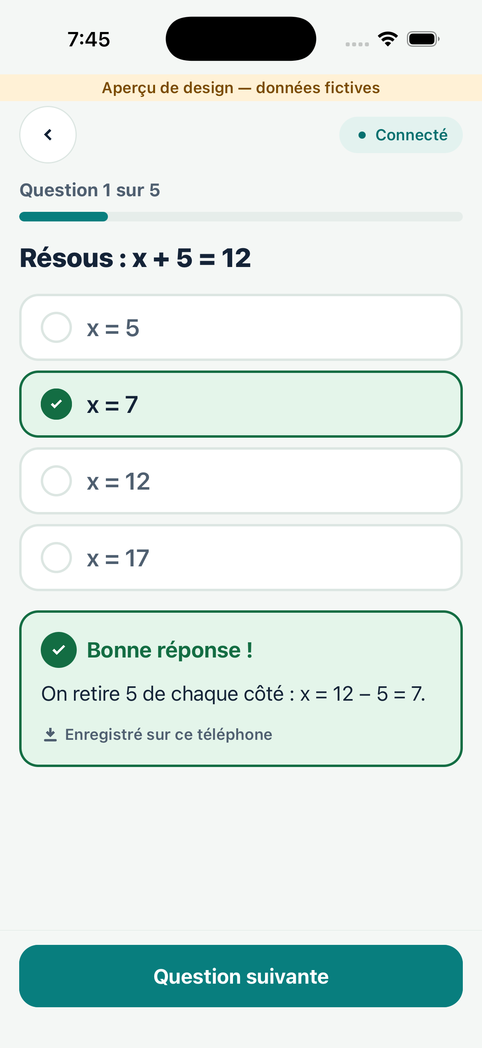 7:45
Aperçu de design — données fictives
Connecté
Question 1 sur 5
Résous : x + 5 = 12
x = 5
x = 7
x = 12
x = 17
Bonne réponse !
On retire 5 de chaque côté : x = 12 – 5 = 7.
Enregistré sur ce téléphone
Question suivante